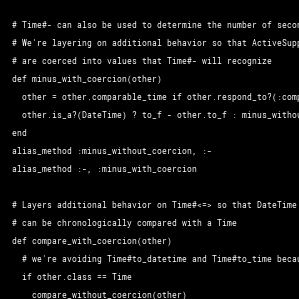 # Time#- can also be used to determine the number of
# We're layering on additional behavior so that
# are coerced into values that Time#- will recognize
def minus_with_coercion(other)
other = other.comparable_time if other.respond_to?(:comp
other.is_a?(DateTime) ? to_f - other.to_f :
end
alias_method :minus_without_coercion, :-
alias_method :-, :minus_with_coercion
# Layers additional behavior on Time#<=> so that DateTime
# can be chronologically compared with a Time
def compare_with_coercion(other)
# we're avoiding Time#to_datetime and Time#to_time
if other.class == Time
compare_without_coercion(other)